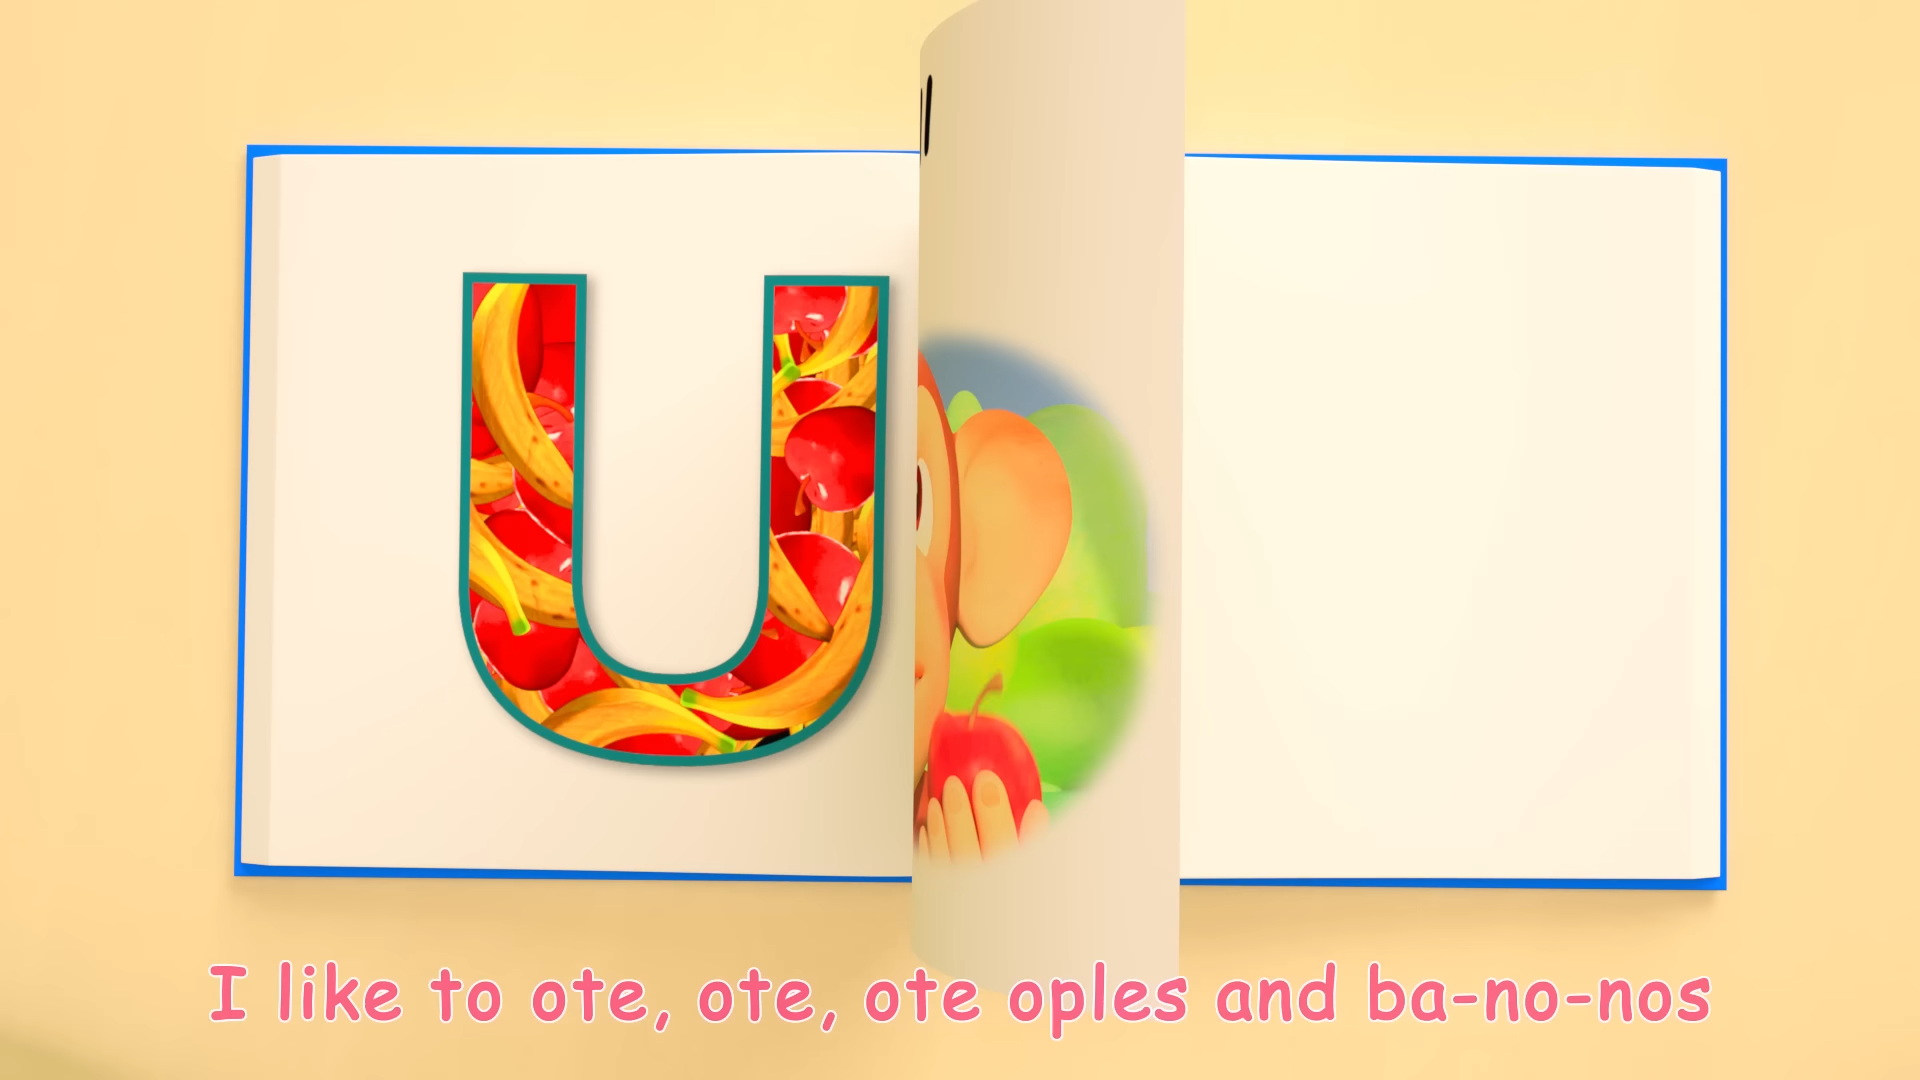 U
I like to ote, ote, ote oples and ba-no-nos